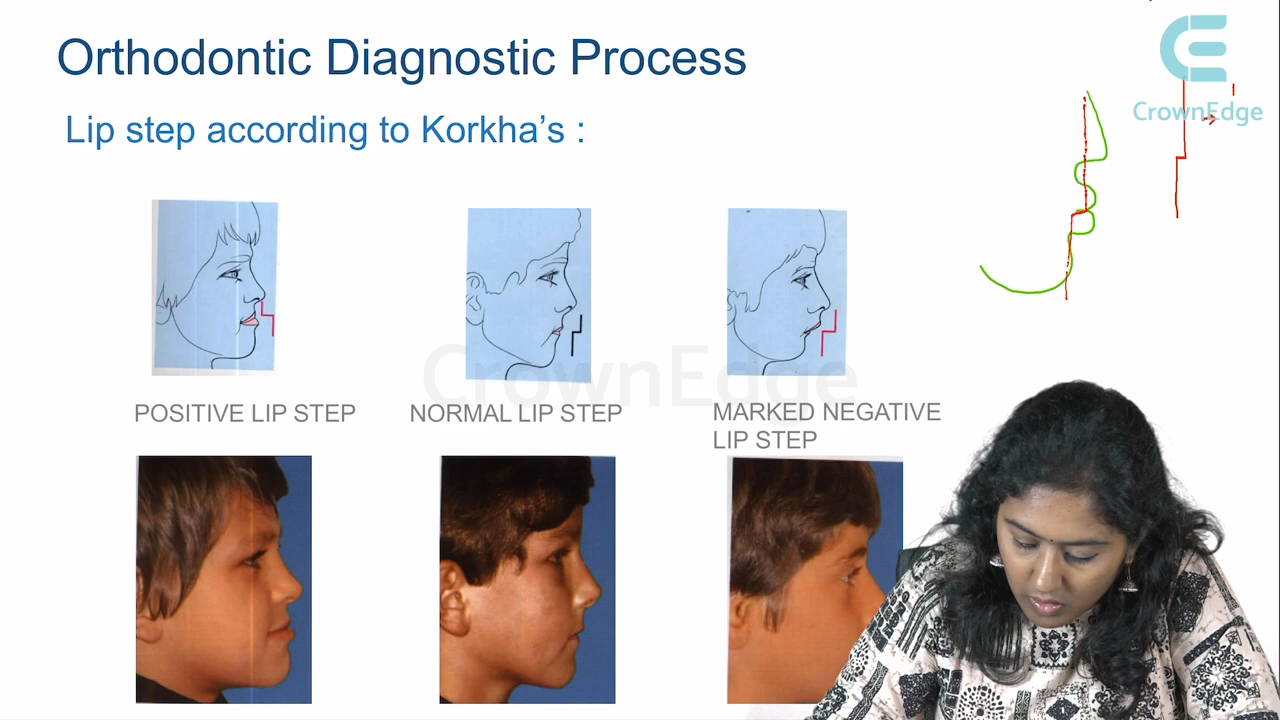 Orthodontic Diagnostic Process
CrownEdge
Lip step according to Korkha's :
CrownEdge
POSITIVE LIP STEP
NORMAL LIP STEP
MARKED NEGATIVE
LIP STEP